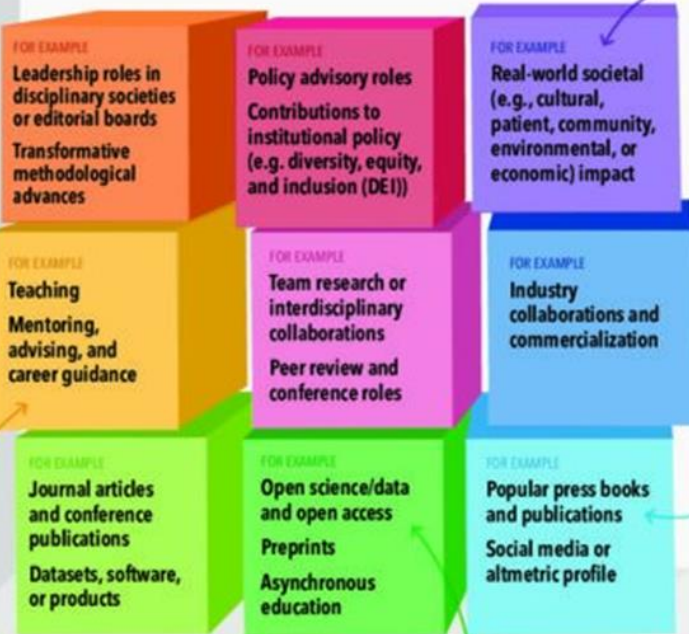 FOR EXAMPLE
Leadership roles in
disciplinary societies
or editorial boards
Transformative
methodological
advances
FOR EXAMPLE
Policy advisory roles
Contributions to
institutional policy
(e.g. diversity, equity,
and inclusion (DEI))
FOR EXAMPLE
Real-world societal
(e.g., cultural,
patient, community,
environmental, or
economic) impact
FOR EXAMPLE
Teaching
Mentoring,
advising, and
career guidance
FOR EXAMPLE
Team research or
interdisciplinary
collaborations
Peer review and
conference roles
FOR EXAMPLE
Industry
collaborations and
commercialization
FOR EXAMPLE
Journal articles
and conference
publications
Datasets, software,
or products
FOR EXAMPLE
Open science/data
and open access
Preprints
Asynchronous
education
FOR EXAMPLE
Popular press books
and publications
Social media or
altmetric profile